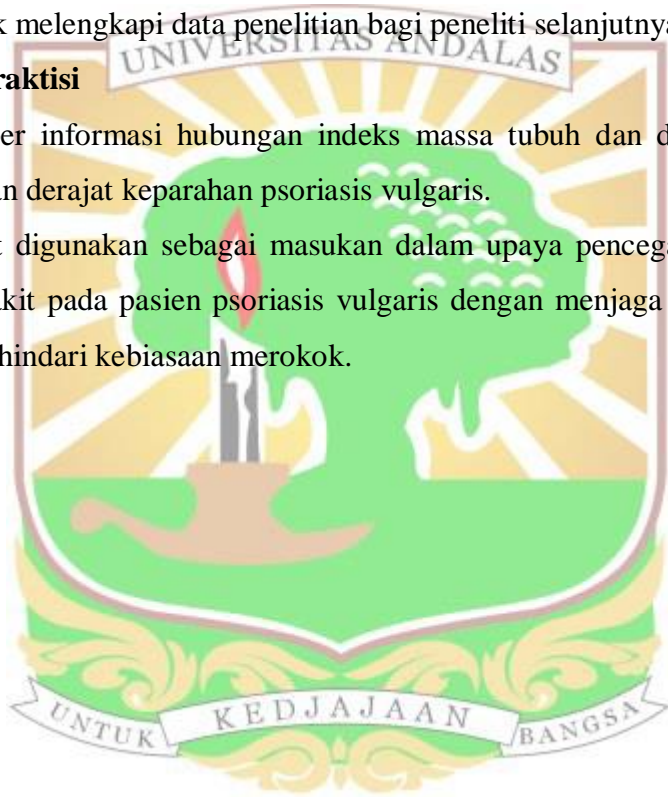 k melengkapi data penelitian bagi peneliti selanjutnya
UNIVERSITAS ANDALAS
raktisi
er informasi hubungan indeks massa tubuh dan d
an derajat keparahan psoriasis vulgaris.
t digunakan sebagai masukan dalam upaya pencega
akit pada pasien psoriasis vulgaris dengan menjaga
hindari kebiasaan merokok.
UNTUK KEDJAJAAN BANGSA